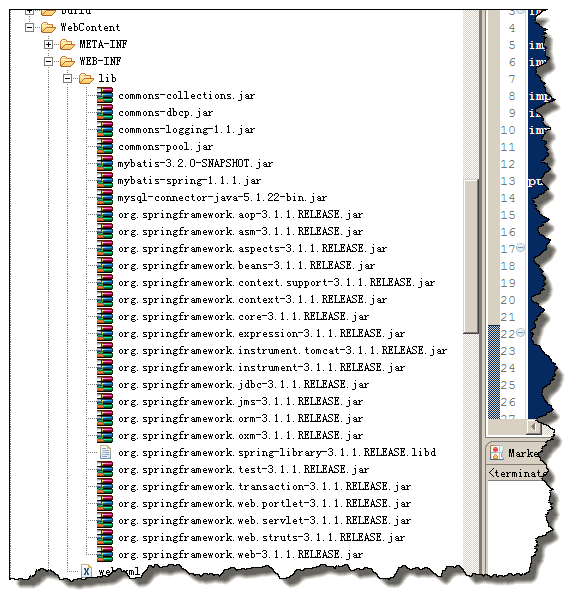 build
WebContent
META-INF
WEB-INF
lib
commons-collections.jar
commons-dbcp.jar
commons-logging-1.1.jar
commons-pool.jar
mybatis-3.2.0-SNAPSHOT.jar
mybatis-spring-1.1.1.jar
mysql-connector-java-5.1.22-bin.jar
org.springframework.aop-3.1.1.RELEASE.jar
org.springframework.asm-3.1.1.RELEASE.jar
org.springframework.aspects-3.1.1.RELEASE.jar
org.springframework.beans-3.1.1.RELEASE.jar
org.springframework.context.support-3.1.1.RELEASE.jar
org.springframework.context-3.1.1.RELEASE.jar
org.springframework.core-3.1.1.RELEASE.jar
org.springframework.expression-3.1.1.RELEASE.jar
org.springframework.instrument.tomcat-3.1.1.RELEASE.jar
org.springframework.instrument-3.1.1.RELEASE.jar
org.springframework.jdbc-3.1.1.RELEASE.jar
org.springframework.jms-3.1.1.RELEASE.jar
org.springframework.orm-3.1.1.RELEASE.jar
org.springframework.oxm-3.1.1.RELEASE.jar
org.springframework.spring-library-3.1.1.RELEASE.libd
org.springframework.test-3.1.1.RELEASE.jar
org.springframework.transaction-3.1.1.RELEASE.jar
org.springframework.web.portlet-3.1.1.RELEASE.jar
org.springframework.web.servlet-3.1.1.RELEASE.jar
org.springframework.web.struts-3.1.1.RELEASE.jar
org.springframework.web-3.1.1.RELEASE.jar
web.xml
3
4
5 im
6 im
7
8 im
9
10 im
11
12
13 pu
14
15
16
17
18
19
20
21
22
23
24
25
26
27
Marke
<terminat